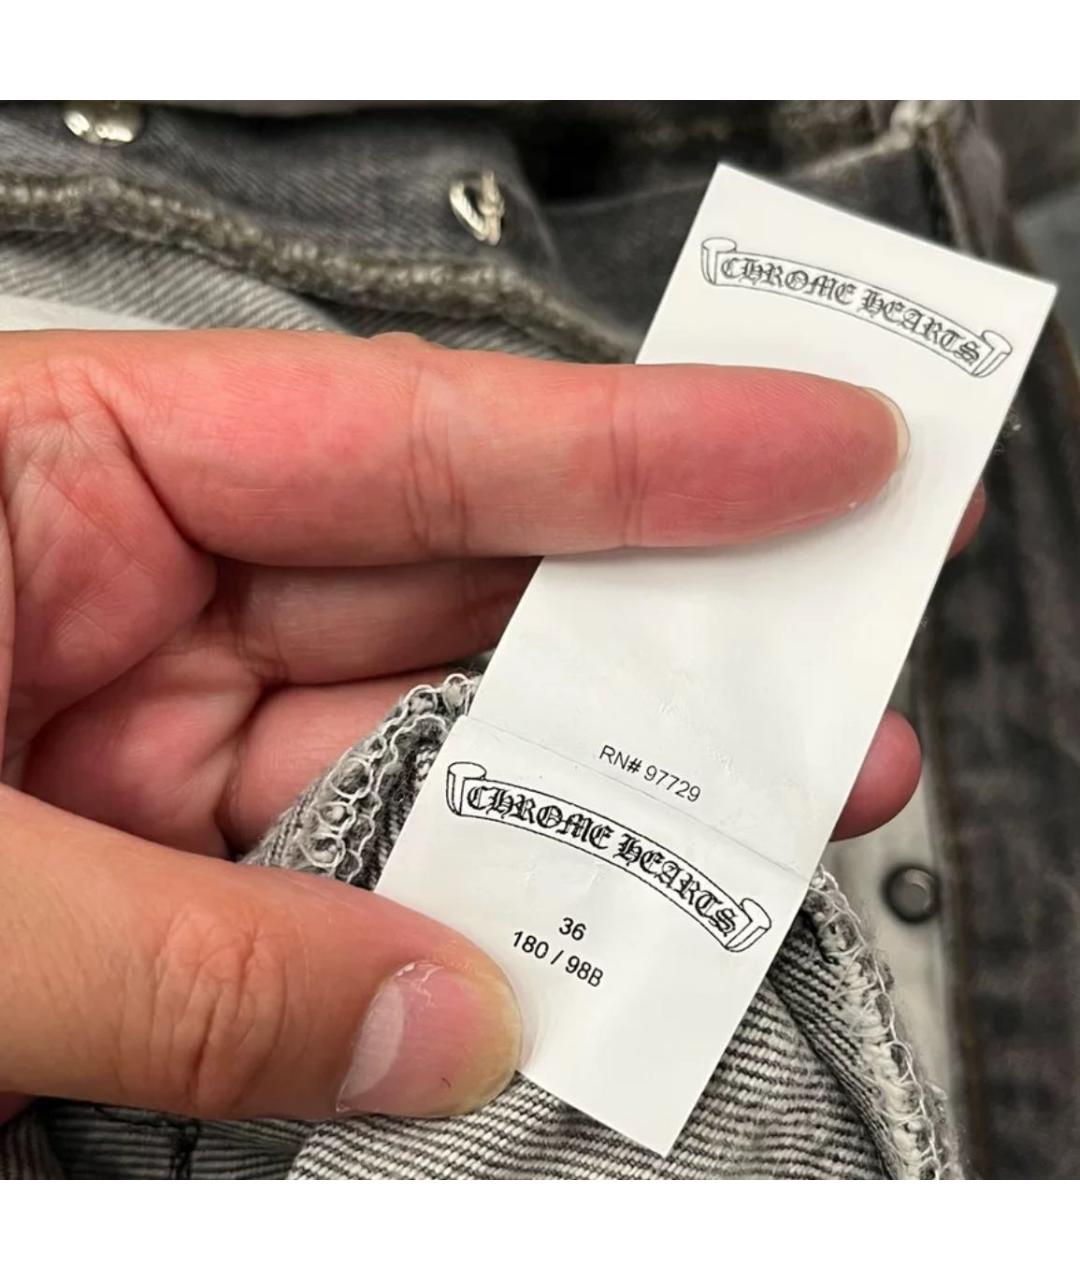 CHROME HEARTS
RN# 97729
CHROME HEARTS
36
180 / 98B